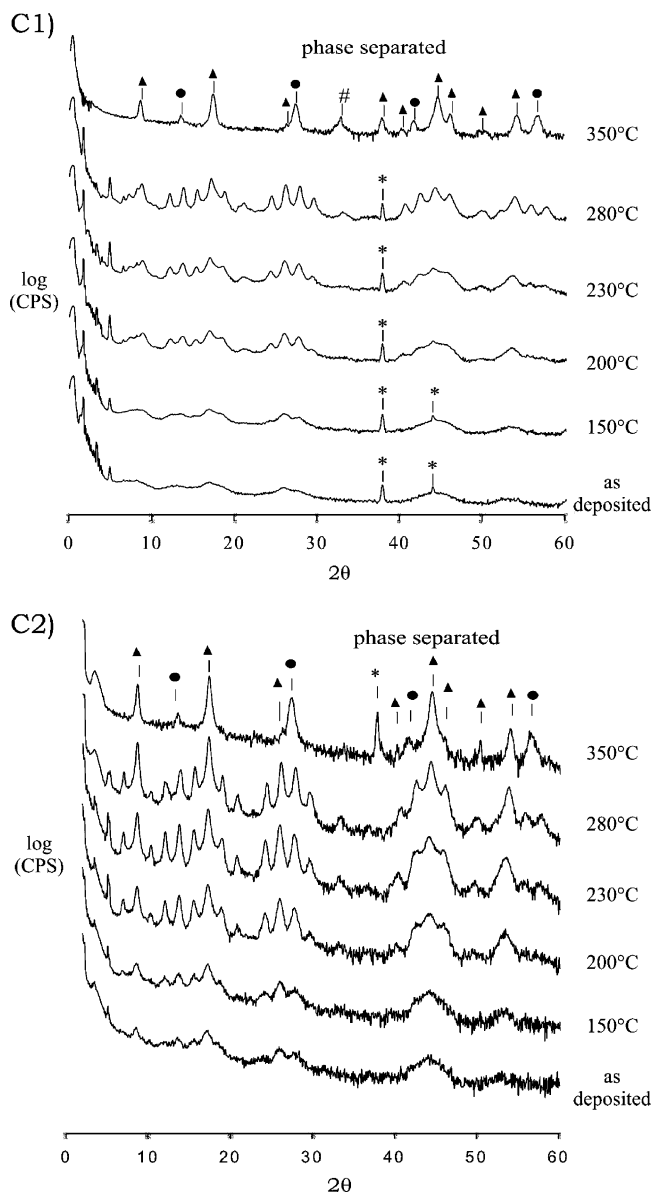 C1)
phase separated
▲ ● ▲ ▲ ● # ▲ ▲ ● ▲ ▲ ▲ ▲ ●
350°C
*
280°C
*
230°C
log
(CPS)
*
200°C
* *
150°C
* *
as
deposited
0 10 20 30 40 50 60
2θ
C2)
phase separated
▲ ● ▲ ▲ ● * ▲ ● ▲ ▲ ▲ ▲ ●
350°C
280°C
log
(CPS)
230°C
200°C
150°C
as
deposited
0 10 20 30 40 50 60
2θ